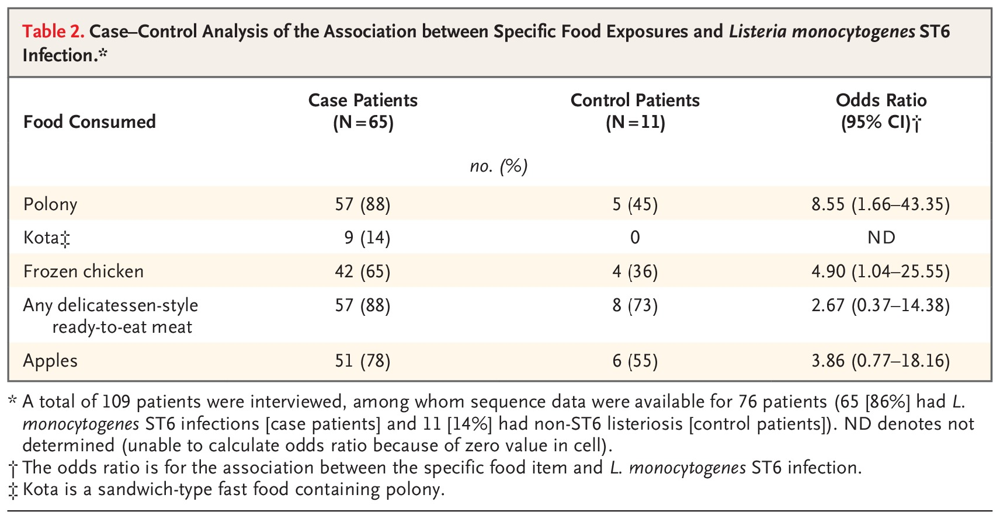 Table 2. Case–Control Analysis of the Association between Specific Food Exposures and Listeria monocytogenes ST6
Infection.*
Food Consumed
Case Patients
(N=65)
Control Patients
(N=11)
Odds Ratio
(95% CI)†
no. (%)
Polony 57 (88) 5 (45) 8.55 (1.66–43.35)
Kota‡ 9 (14) 0 ND
Frozen chicken 42 (65) 4 (36) 4.90 (1.04–25.55)
Any delicatessen-style 57 (88) 8 (73) 2.67 (0.37–14.38)
ready-to-eat meat
Apples 51 (78) 6 (55) 3.86 (0.77–18.16)
* A total of 109 patients were interviewed, among whom sequence data were available for 76 patients (65 [86%] had L.
monocytogenes ST6 infections [case patients] and 11 [14%] had non-ST6 listeriosis [control patients]). ND denotes not
determined (unable to calculate odds ratio because of zero value in cell).
† The odds ratio is for the association between the specific food item and L. monocytogenes ST6 infection.
‡ Kota is a sandwich-type fast food containing polony.